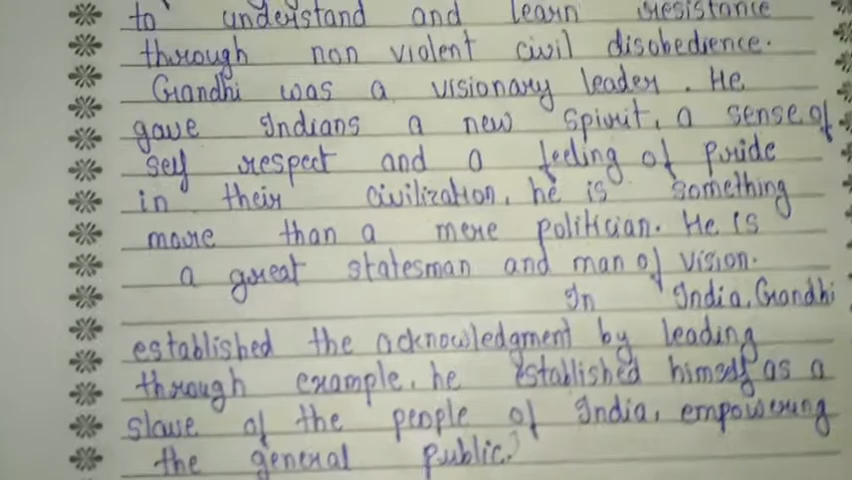 to understand and learn resistance
through non violent civil disobedience.
Grandhi was a visionary leader. He
gave Indians a new spirit, a sense of
self respect and a feeling of pride
in their civilization, he is something
more than a mere politician. He is
a great statesman and man of vision.
In India, Grandhi
established the acknowledgment by leading
through example. he established himself as a
slave of the people of India, empowering
the general public.